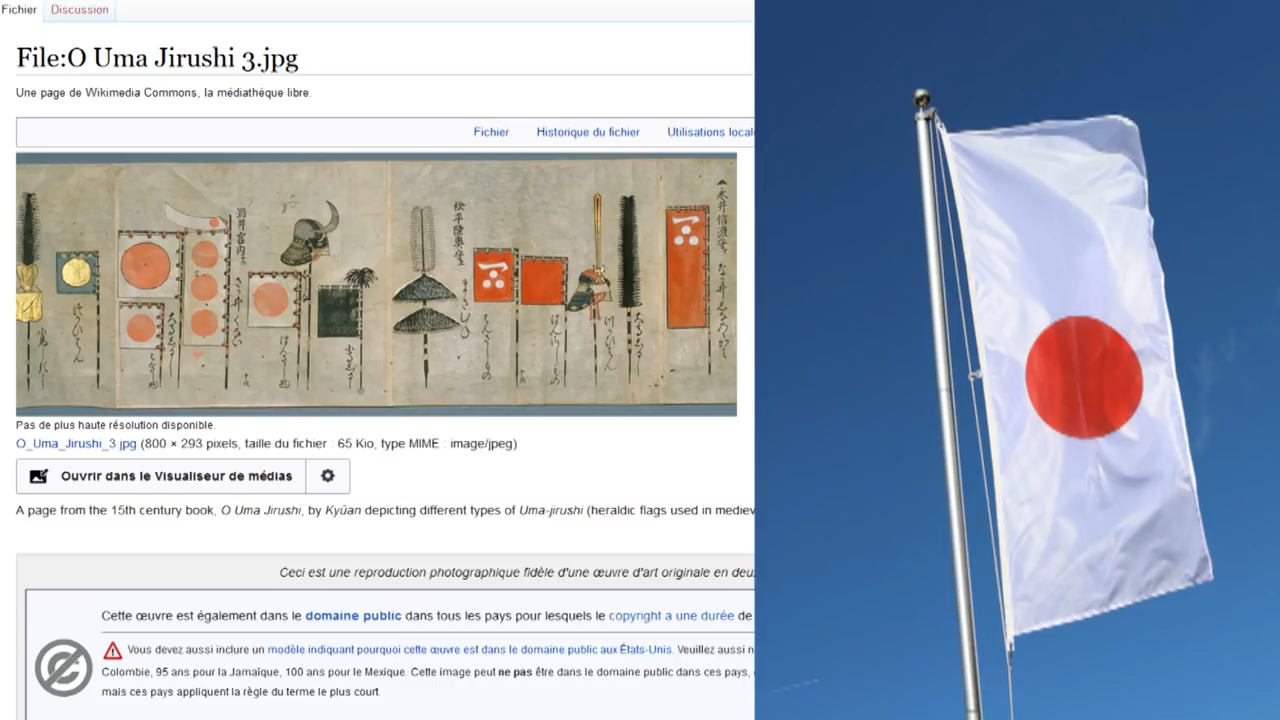 Fichier Discussion
File:O Uma Jirushi 3.jpg
Une page de Wikimedia Commons, la médiathèque libre.
Fichier Historique du fichier Utilisations local
Pas de plus haute résolution disponible.
O_Uma_Jirushi_3.jpg (800 × 293 pixels, taille du fichier : 65 Kio, type MIME : image/jpeg)
Ouvrir dans le Visualiseur de médias
A page from the 15th century book, O Uma Jirushi, by Kyūan depicting different types of Uma-jirushi (heraldic flags used in mediev
Ceci est une reproduction photographique fidèle d'une œuvre d'art originale en deu
Cette œuvre est également dans le domaine public dans tous les pays pour lesquels le copyright a une durée de
Vous devez aussi inclure un modèle indiquant pourquoi cette œuvre est dans le domaine public aux États-Unis. Veuillez aussi n
Colombie, 95 ans pour la Jamaïque, 100 ans pour le Mexique. Cette image peut ne pas être dans le domaine public dans ces pays,
mais ces pays appliquent la règle du terme le plus court.